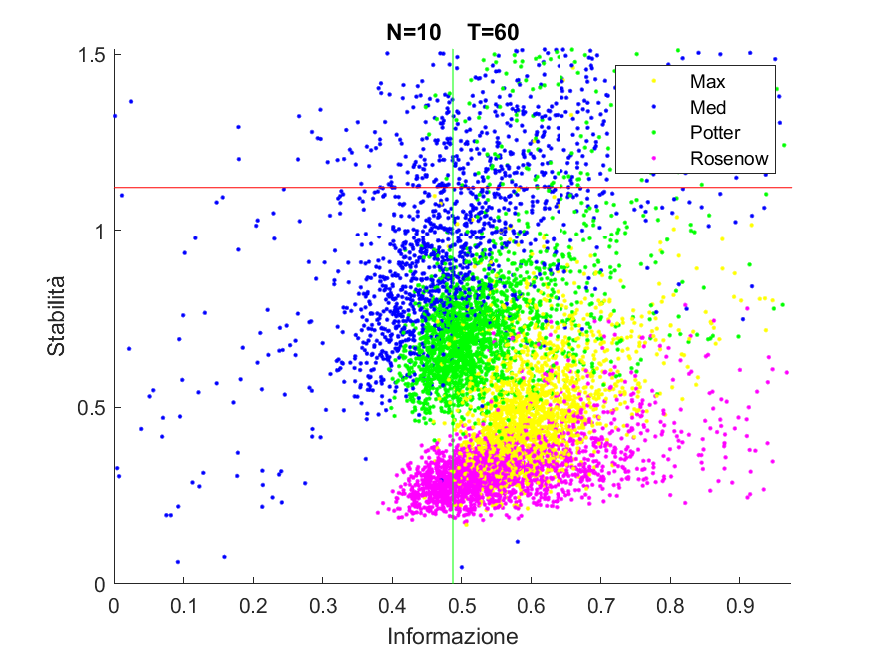 N=10 T=60
1.5
1
0.5
0
Stabilità
Max
Med
Potter
Rosenow
0 0.1 0.2 0.3 0.4 0.5 0.6 0.7 0.8 0.9
Informazione